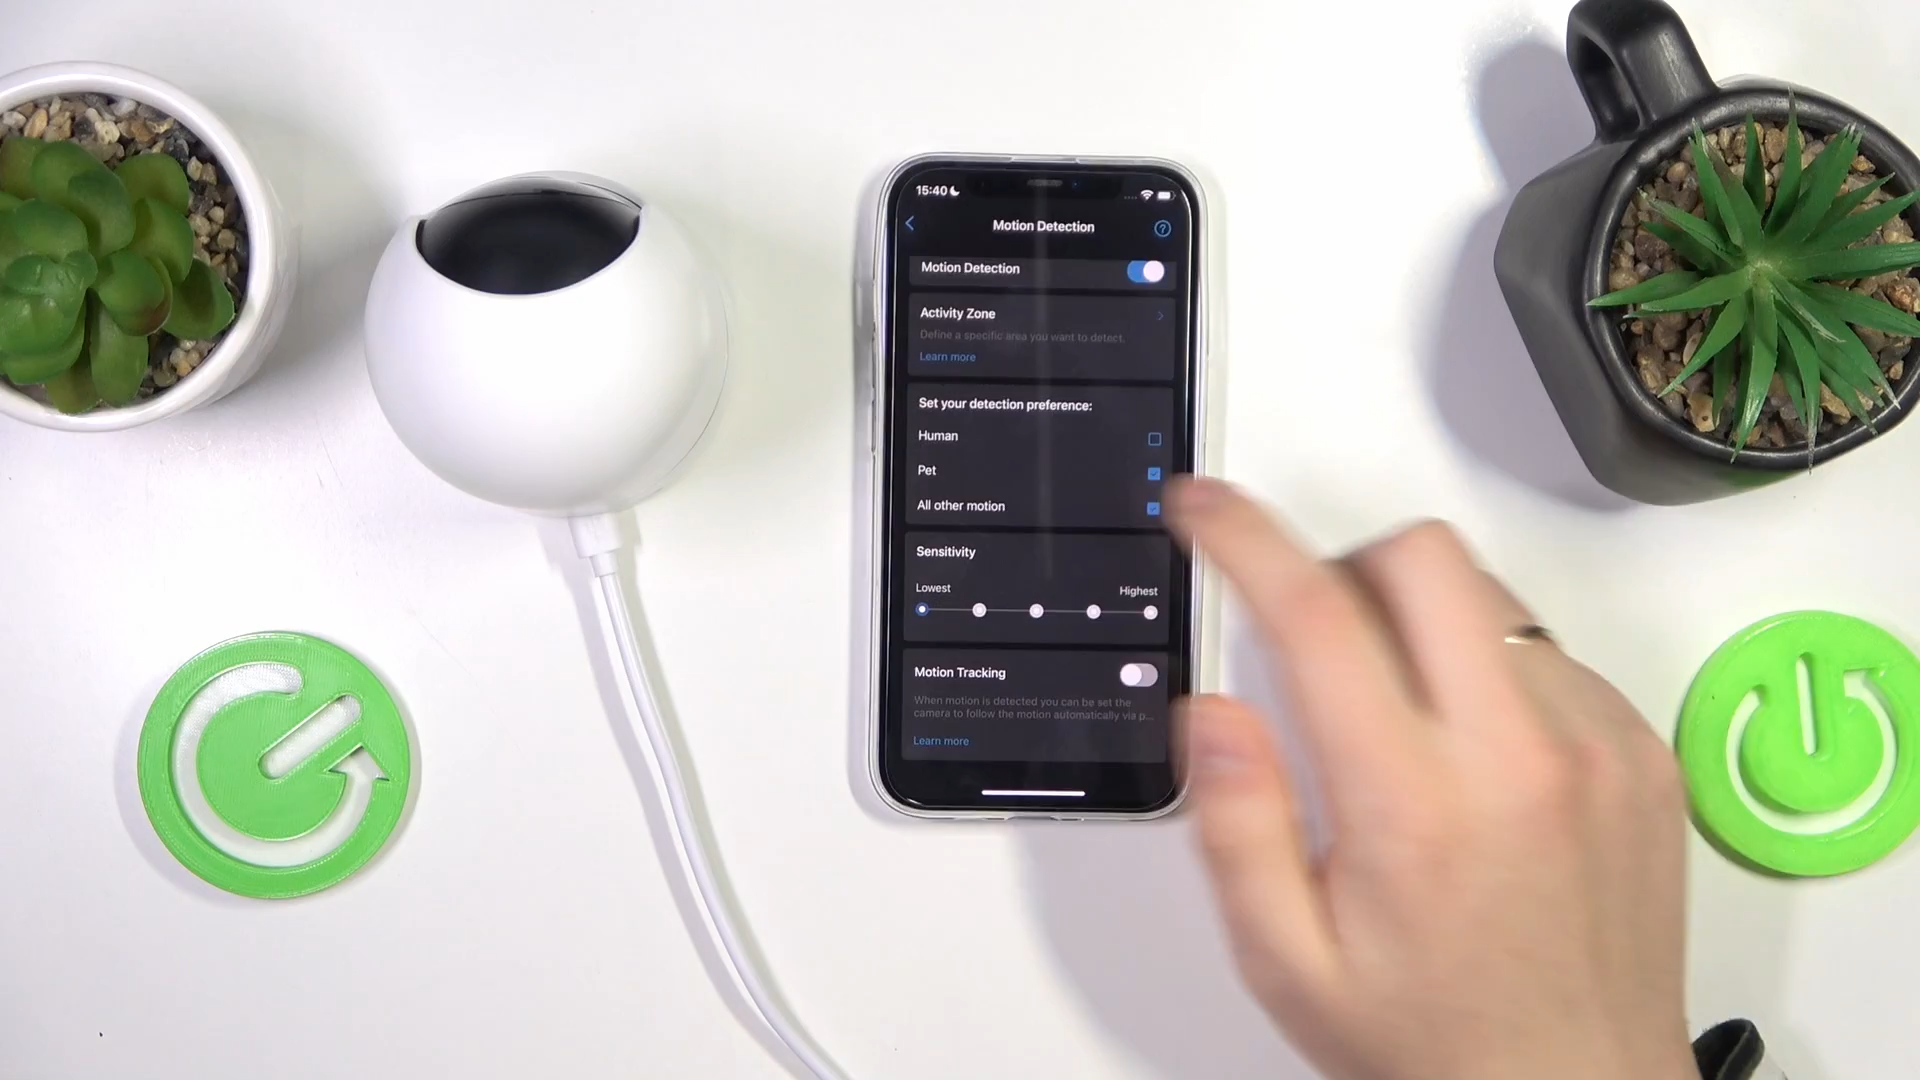 15:40
Motion Detection
Motion Detection
Activity Zone
Define a specific area you want to detect.
Learn more
Set your detection preference:
Human
Pet
All other motion
Sensitivity
Lowest
Highest
Motion Tracking
When motion is detected you can be set the
camera to follow the motion automatically via p...
Learn more